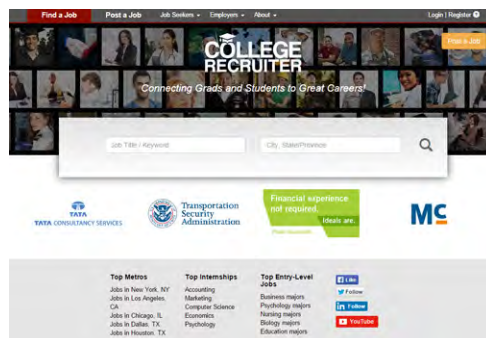 Find a Job
Post a Job
Job Seekers
Employers
About
Login | Register
Post a Job
COLLEGE
RECRUITER
Connecting Grads and Students to Great Careers!
Job Title / Keyword
City, State/Province
TATA
TATA CONSULTANCY SERVICES
Transportation
Security
Administration
Financial experience
not required.
Ideals are.
MC
Top Metros
Jobs in New York, NY
Jobs in Los Angeles,
CA
Jobs in Chicago, IL
Jobs in Dallas, TX
Jobs in Houston, TX
Top Internships
Accounting
Marketing
Computer Science
Economics
Psychology
Top Entry-Level
Jobs
Business majors
Psychology majors
Nursing majors
Biology majors
Education majors
Like
Follow
in Follow
YouTube